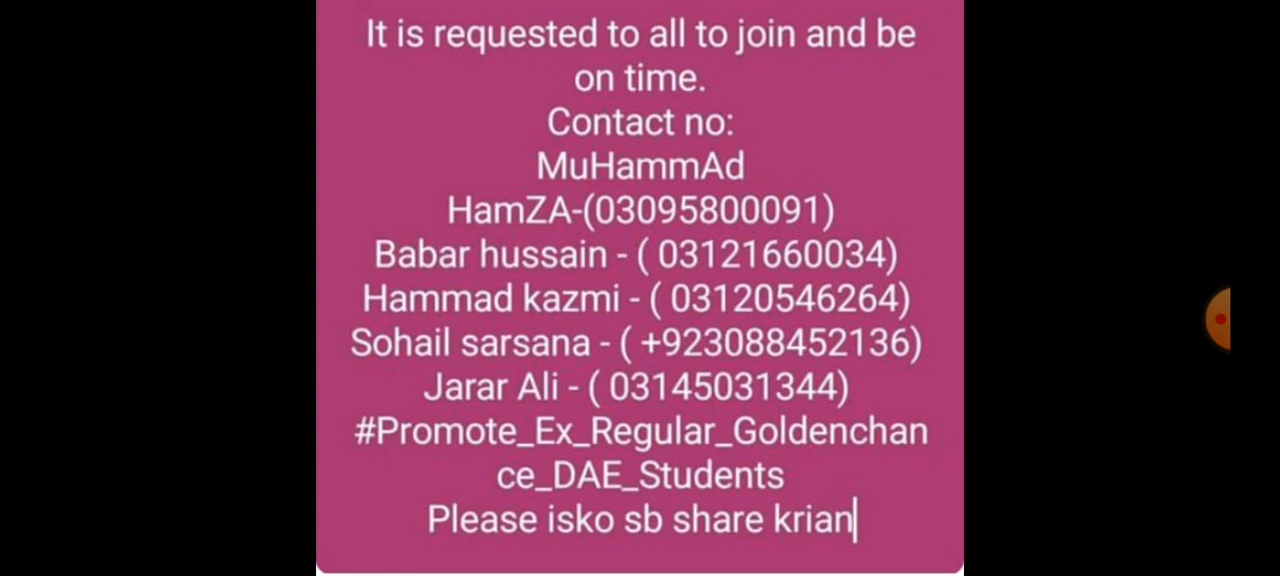 It is requested to all to join and be
on time.
Contact no:
MuHammAd
HamZA-(03095800091)
Babar hussain - ( 03121660034)
Hammad kazmi - ( 03120546264)
Sohail sarsana - ( +923088452136)
Jarar Ali - ( 03145031344)
#Promote_Ex_Regular_Goldenchan
ce_DAE_Students
Please isko sb share krian